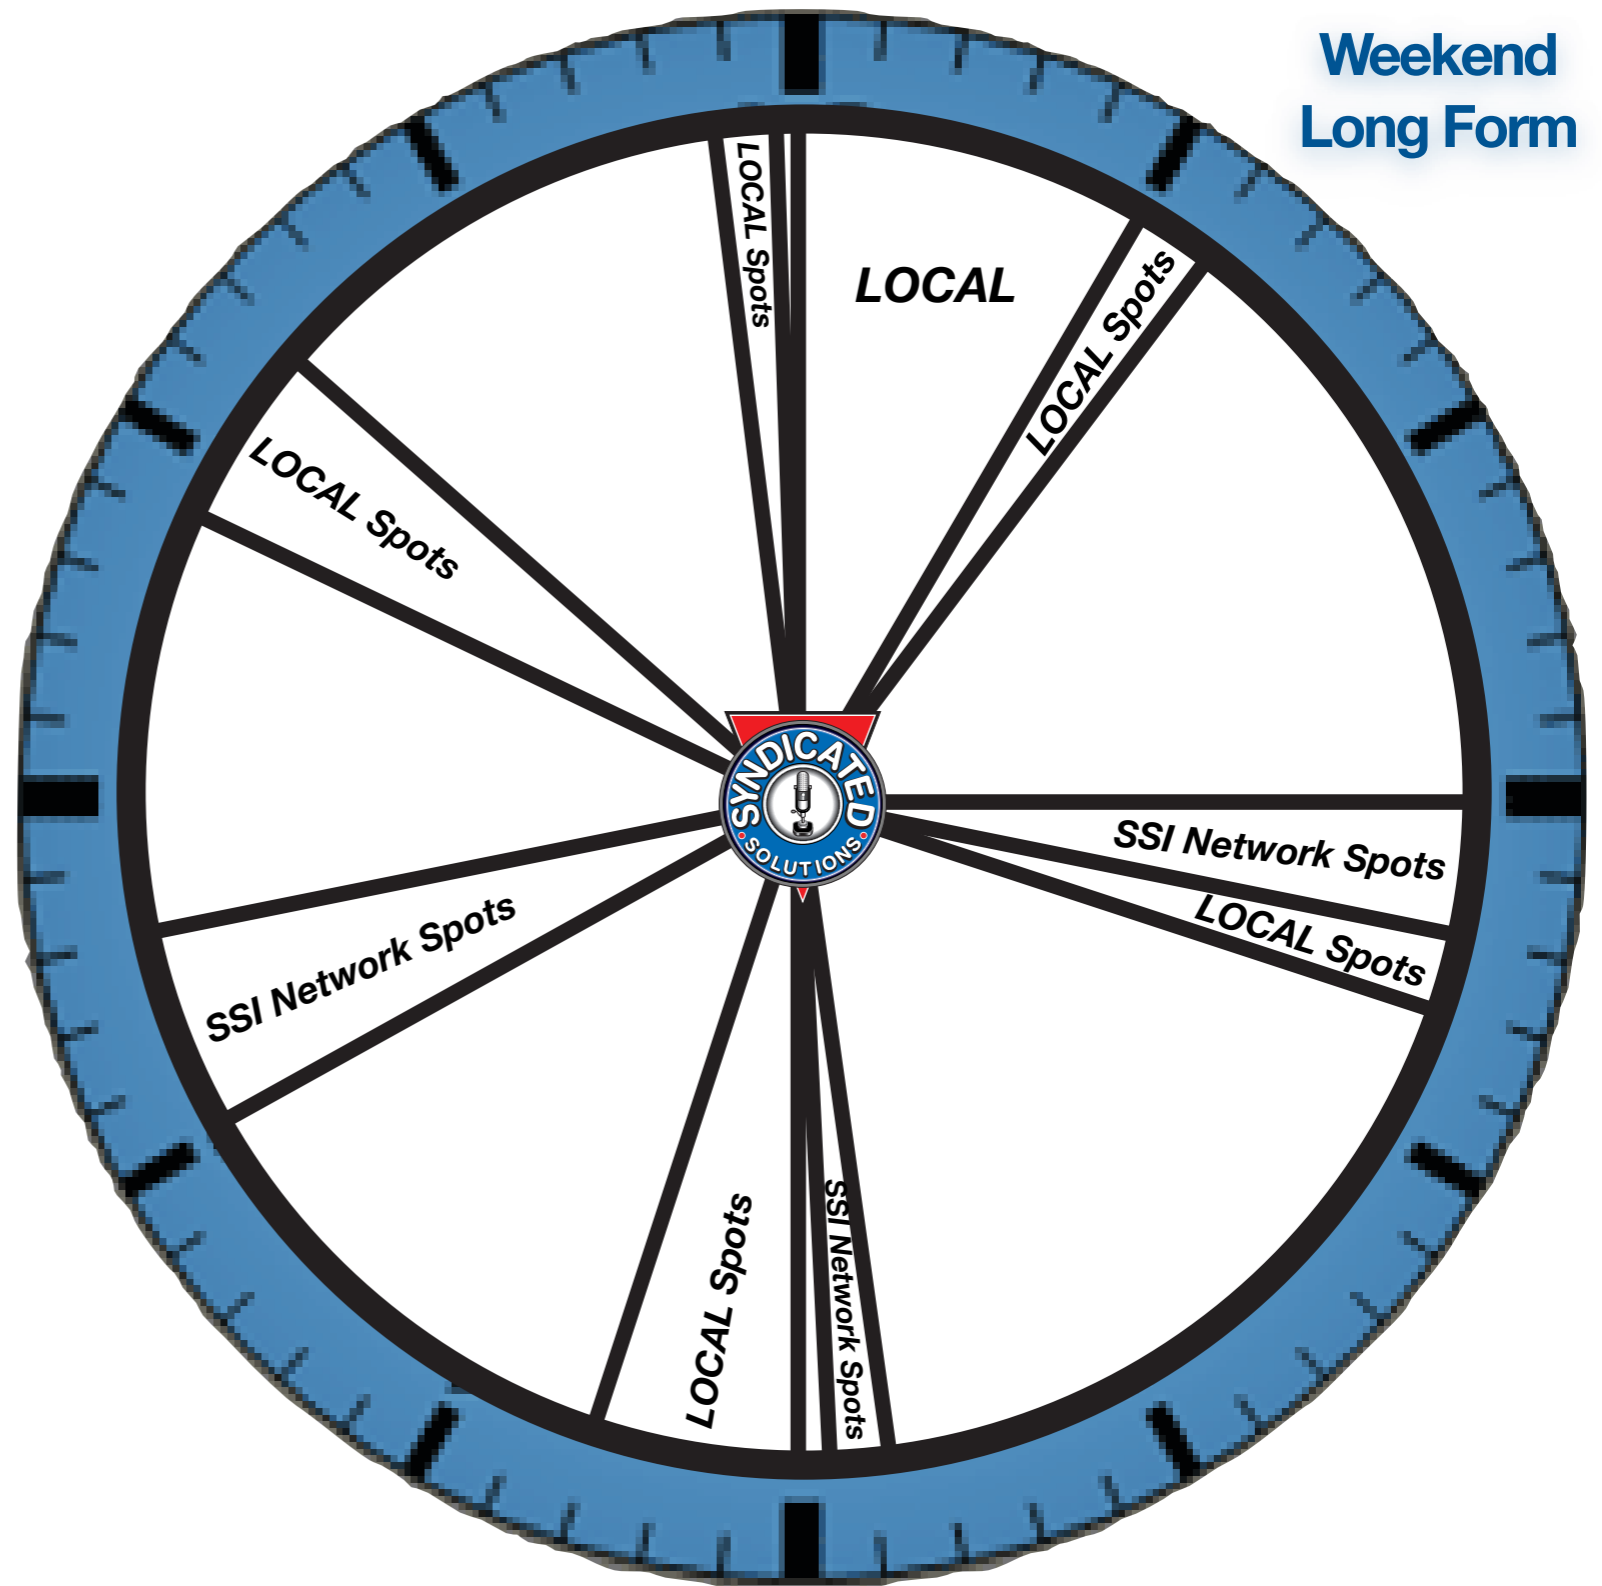 Weekend
Long Form
LOCAL
LOCAL Spots
SSI Network Spots
LOCAL Spots
SSI Network Spots
LOCAL Spots
SSI Network Spots
LOCAL Spots
LOCAL Spots
SYNDICATED
SOLUTIONS